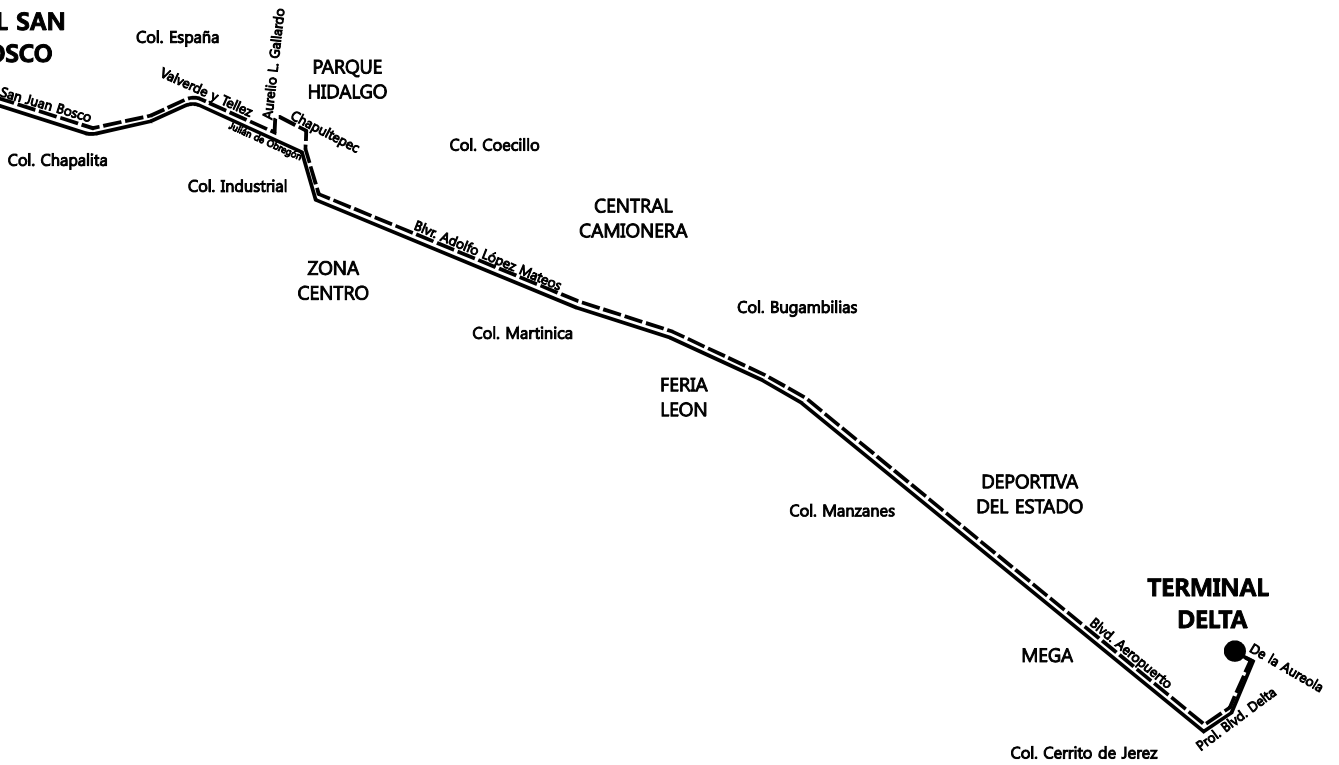 L SAN
OSCO
Col. España
Aurelio L. Gallardo
PARQUE
HIDALGO
Valverde y Tellez
San Juan Bosco
Chapultepec
Julián de Obregón
Col. Coecillo
Col. Chapalita
Col. Industrial
CENTRAL
CAMIONERA
Blvr. Adolfo López Mateos
ZONA
CENTRO
Col. Bugambilias
Col. Martinica
FERIA
LEON
DEPORTIVA
DEL ESTADO
Col. Manzanes
TERMINAL
DELTA
Blvd. Aeropuerto
MEGA
De la Aureola
Prol. Blvd. Delta
Col. Cerrito de Jerez